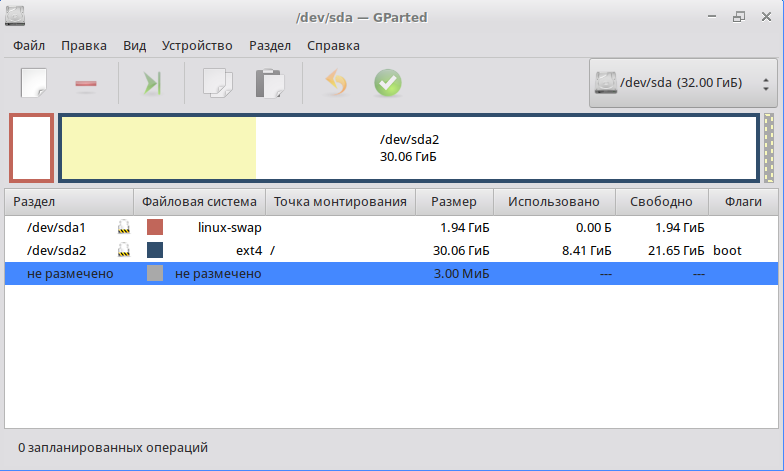 /dev/sda — GParted
Файл Правка Вид Устройство Раздел Справка
/dev/sda (32.00 ГиБ)
/dev/sda2
30.06 ГиБ
Раздел Файловая система Точка монтирования Размер Использовано Свободно Флаги
/dev/sda1 linux-swap 1.94 ГиБ 0.00 Б 1.94 ГиБ
/dev/sda2 ext4 / 30.06 ГиБ 8.41 ГиБ 21.65 ГиБ boot
не размечено не размечено 3.00 МиБ --- ---
0 запланированных операций